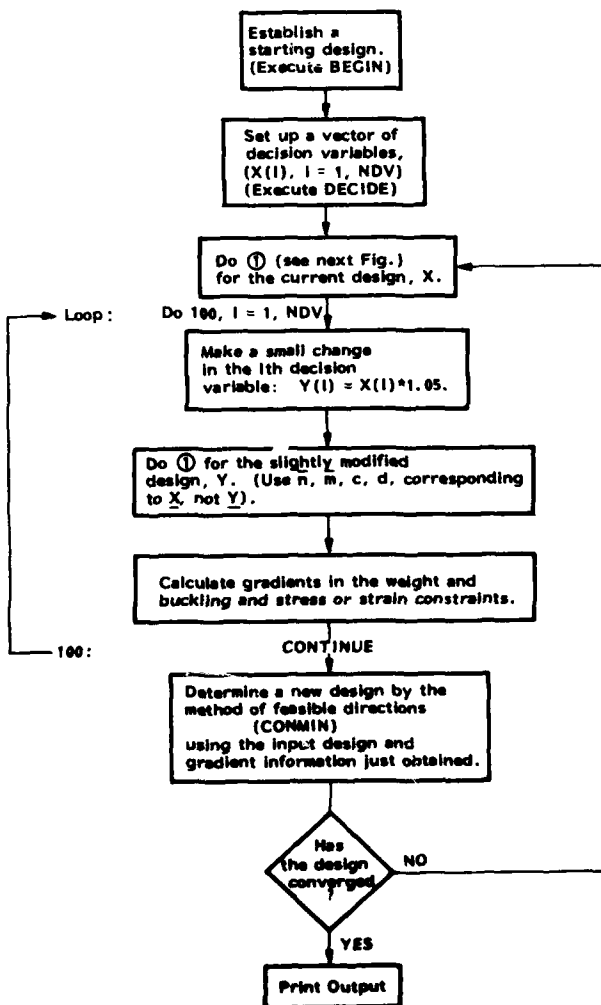 Establish a
starting design.
(Execute BEGIN)
Set up a vector of
decision variables,
(X(I), I = 1, NDV)
(Execute DECIDE)
Do ① (see next Fig.)
for the current design, X.
Loop: Do 100, I = 1, NDV
Make a small change
in the Ith decision
variable: Y(I) = X(I)*1.05.
Do ① for the slightly modified
design, Y. (Use n̄, m̄, c, d, corresponding
to X, not Y).
Calculate gradients in the weight and
buckling and stress or strain constraints.
100: CONTINUE
Determine a new design by the
method of feasible directions
(CONMIN)
using the input design and
gradient information just obtained.
Has
the design
converged
?
NO
YES
Print Output